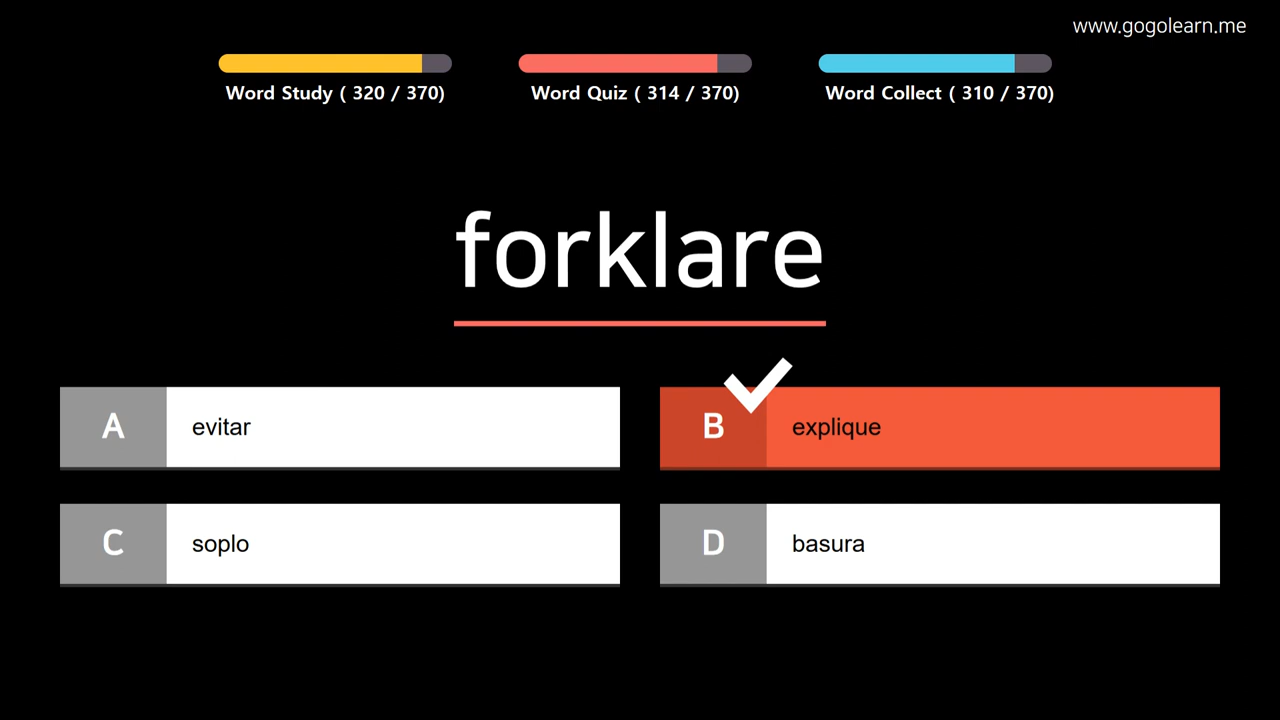 www.gogolearn.me
Word Study ( 320 / 370)
Word Quiz ( 314 / 370)
Word Collect ( 310 / 370)
forklare
A evitar
B explique
C soplo
D basura